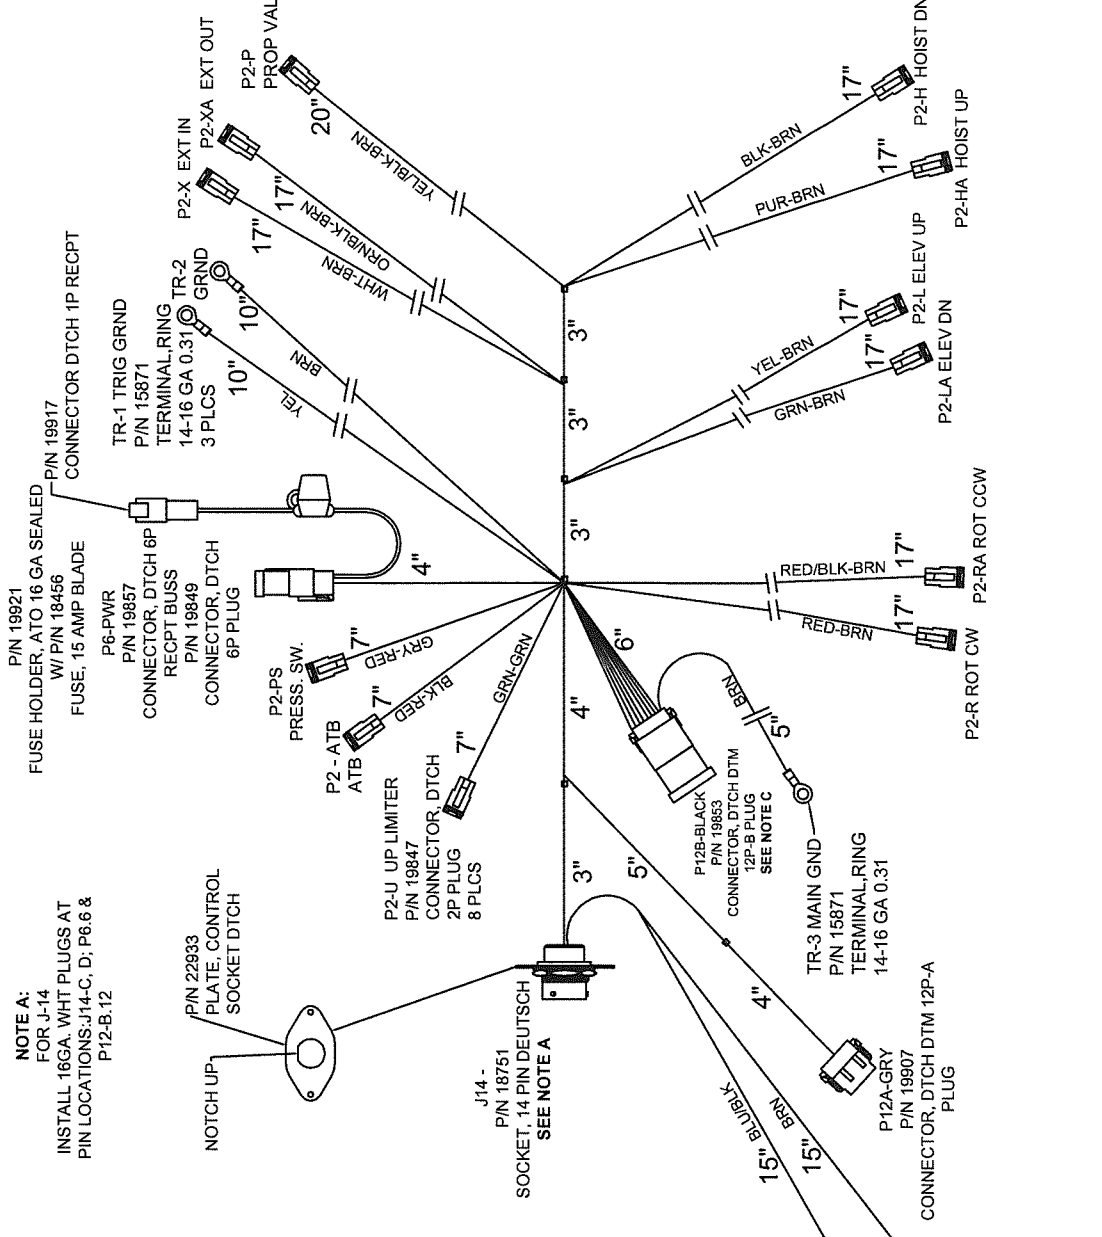 NOTE A:
FOR J-14
INSTALL 16GA. WHT PLUGS AT
PIN LOCATIONS:J14-C, D; P6.6 &
P12-B.12
NOTCH UP
P/N 22933
PLATE, CONTROL
SOCKET DTCH
J14 -
P/N 18751
SOCKET, 14 PIN DEUTSCH
SEE NOTE A
P/N 19921
FUSE HOLDER, ATO 16 GA SEALED
W/ P/N 18456
FUSE, 15 AMP BLADE
P/N 19917
CONNECTOR DTCH 1P RECPT
P6-PWR
P/N 19857
CONNECTOR, DTCH 6P
RECPT BUSS
P/N 19849
CONNECTOR, DTCH
6P PLUG
4"
P2-U UP LIMITER
P/N 19847
CONNECTOR, DTCH
2P PLUG
8 PLCS
7"
GRN-GRN
P2 - ATB
ATB
7"
BLK-RED
P2-PS
PRESS. SW.
7"
GRY-RED
TR-1 TRIG GRND
P/N 15871
TERMINAL,RING
14-16 GA 0.31
3 PLCS
10"
YEL
TR-2
GRND
10"
BRN
P2-X EXT IN
17"
WHT-BRN
P2-XA EXT OUT
17"
ORN/BLK-BRN
P2-P
PROP VAL
20"
YEL/BLK-BRN
3"
4"
3"
3"
3"
P2-H HOIST DN
17"
BLK-BRN
P2-HA HOIST UP
17"
PUR-BRN
P2-L ELEV UP
17"
YEL-BRN
P2-LA ELEV DN
17"
GRN-BRN
P2-RA ROT CCW
17"
RED/BLK-BRN
P2-R ROT CW
17"
RED-BRN
6"
P12B-BLACK
P/N 19853
CONNECTOR, DTCH DTM
12P-B PLUG
SEE NOTE C
BRN
5"
TR-3 MAIN GND
P/N 15871
TERMINAL,RING
14-16 GA 0.31
5"
4"
P12A-GRY
P/N 19907
CONNECTOR, DTCH DTM 12P-A
PLUG
BLU/BLK
15"
BRN
15"